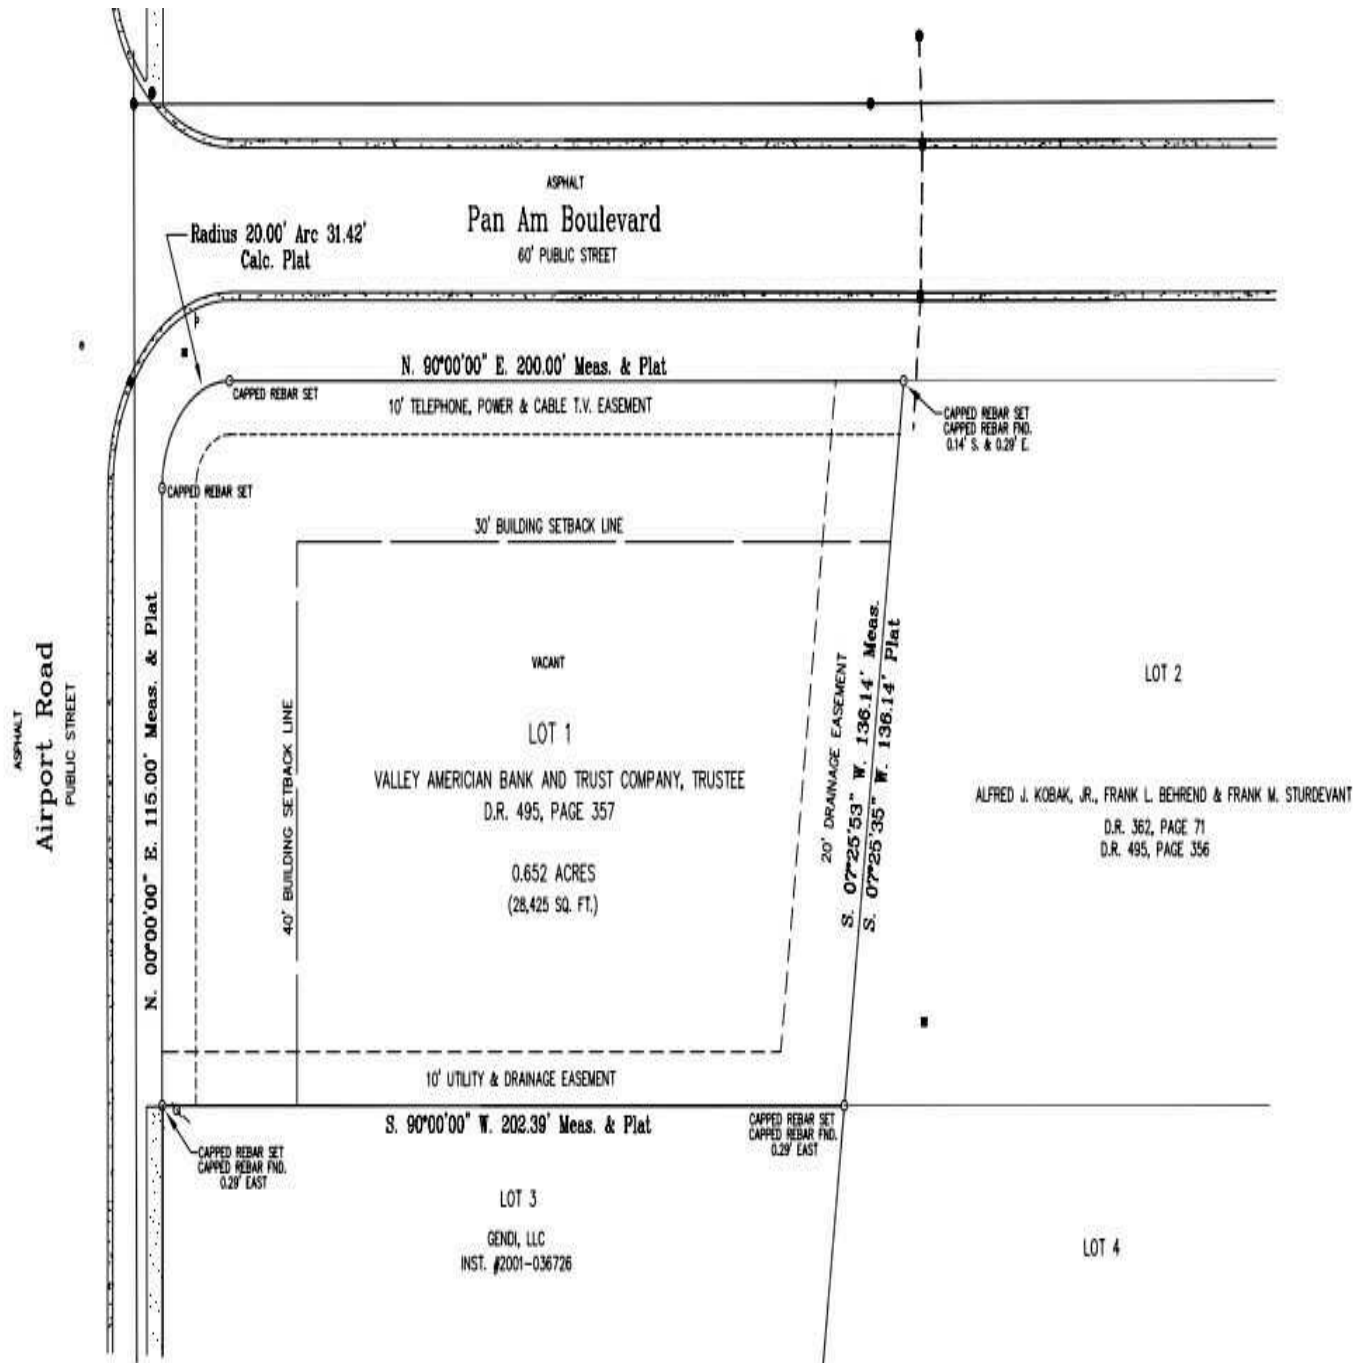 ASPHALT
Pan Am Boulevard
60' PUBLIC STREET
Radius 20.00' Arc 31.42'
Calc. Plat
N. 90°00'00" E. 200.00' Meas. & Plat
CAPPED REBAR SET
10' TELEPHONE, POWER & CABLE T.V. EASEMENT
CAPPED REBAR SET
CAPPED REBAR FND.
0.14' S. & 0.29' E.
CAPPED REBAR SET
30' BUILDING SETBACK LINE
ASPHALT
Airport Road
PUBLIC STREET
N. 00°00'00" E. 115.00' Meas. & Plat
40' BUILDING SETBACK LINE
VACANT
LOT 1
VALLEY AMERICIAN BANK AND TRUST COMPANY, TRUSTEE
D.R. 495, PAGE 357
0.652 ACRES
(28,425 SQ. FT.)
20' DRAINAGE EASEMENT
S. 07°25'53" W. 136.14' Meas.
S. 07°25'35" W. 136.14' Plat
LOT 2
ALFRED J. KOBAK, JR., FRANK L. BEHREND & FRANK M. STURDEVANT
D.R. 362, PAGE 71
D.R. 495, PAGE 356
10' UTILITY & DRAINAGE EASEMENT
S. 90°00'00" W. 202.39' Meas. & Plat
CAPPED REBAR SET
CAPPED REBAR FND.
0.29' EAST
CAPPED REBAR SET
CAPPED REBAR FND.
0.29' EAST
LOT 3
GENDI, LLC
INST. #2001-036726
LOT 4